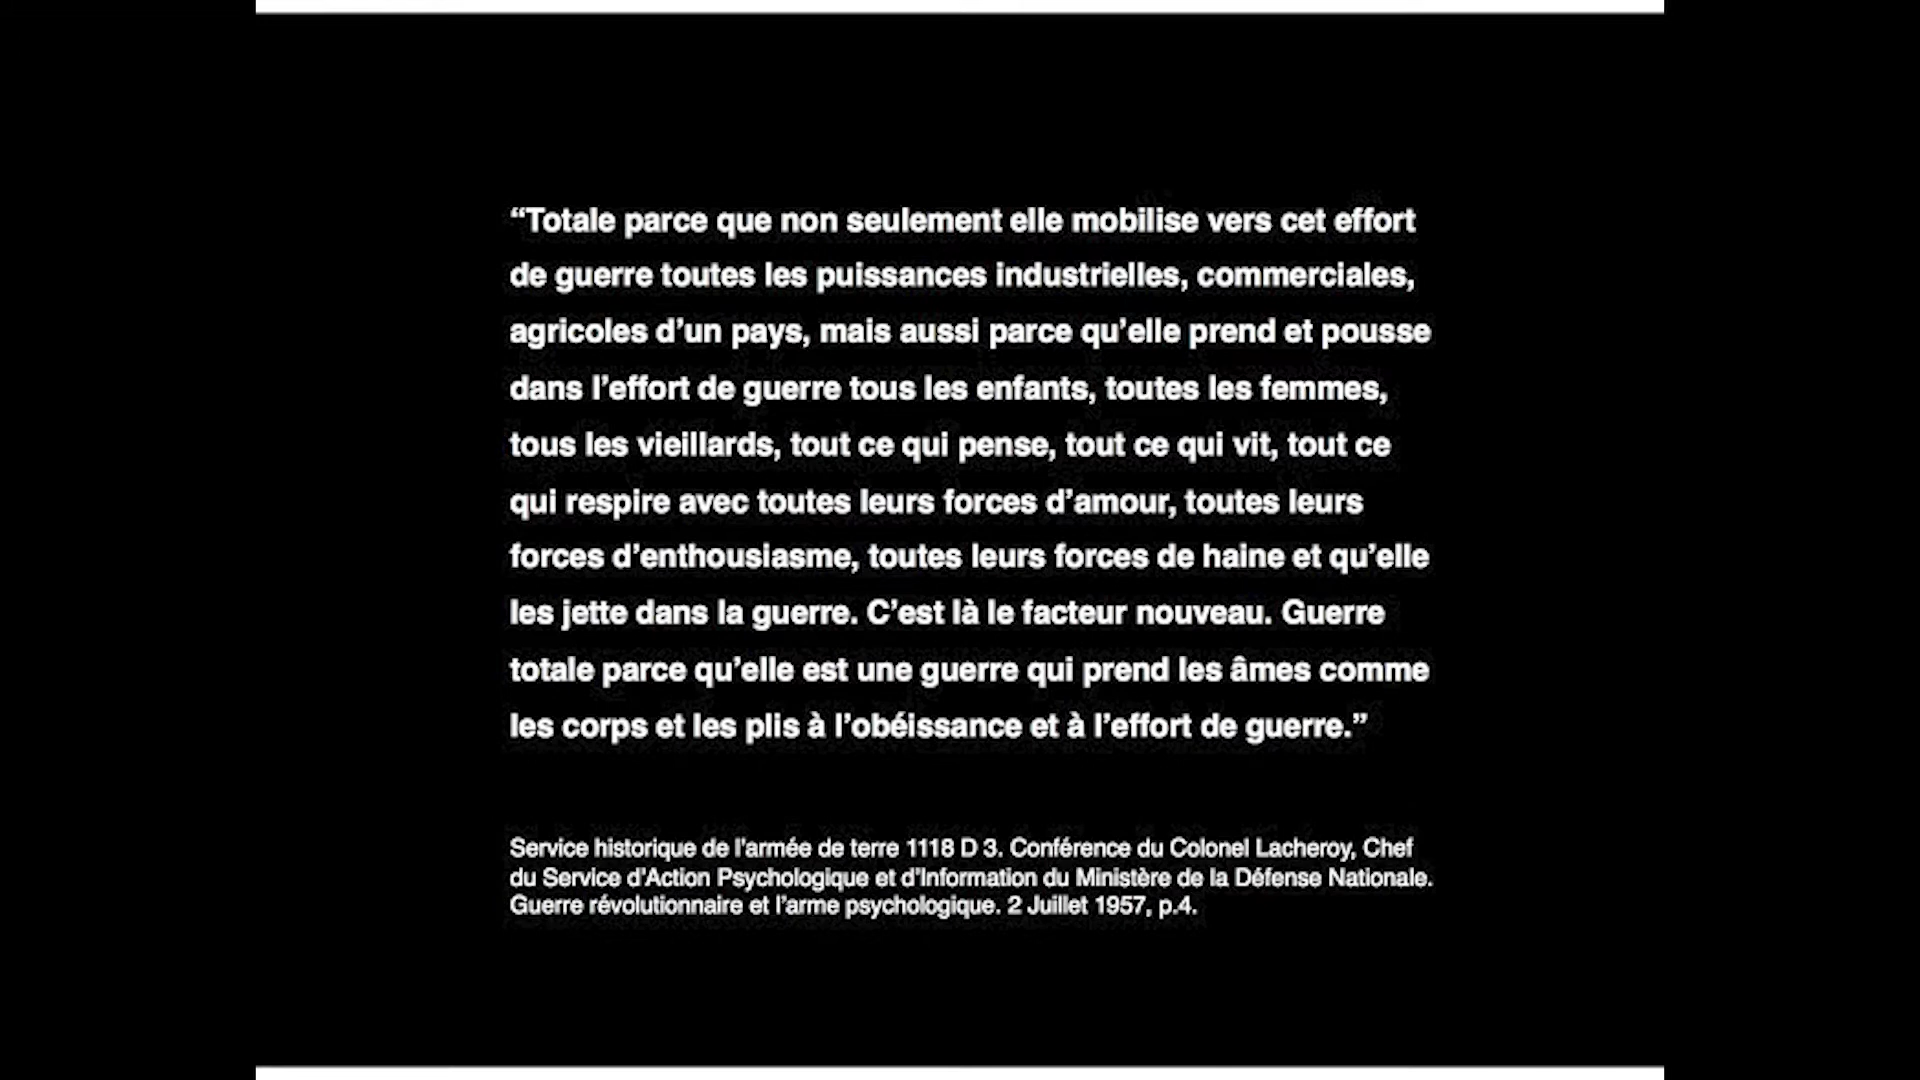 “Totale parce que non seulement elle mobilise vers cet effort
de guerre toutes les puissances industrielles, commerciales,
agricoles d’un pays, mais aussi parce qu’elle prend et pousse
dans l’effort de guerre tous les enfants, toutes les femmes,
tous les vieillards, tout ce qui pense, tout ce qui vit, tout ce
qui respire avec toutes leurs forces d’amour, toutes leurs
forces d’enthousiasme, toutes leurs forces de haine et qu’elle
les jette dans la guerre. C’est là le facteur nouveau. Guerre
totale parce qu’elle est une guerre qui prend les âmes comme
les corps et les plis à l’obéissance et à l’effort de guerre.”
Service historique de l’armée de terre 1118 D 3. Conférence du Colonel Lacheroy, Chef
du Service d'Action Psychologique et d'Information du Ministère de la Défense Nationale.
Guerre révolutionnaire et l’arme psychologique. 2 Juillet 1957, p.4.